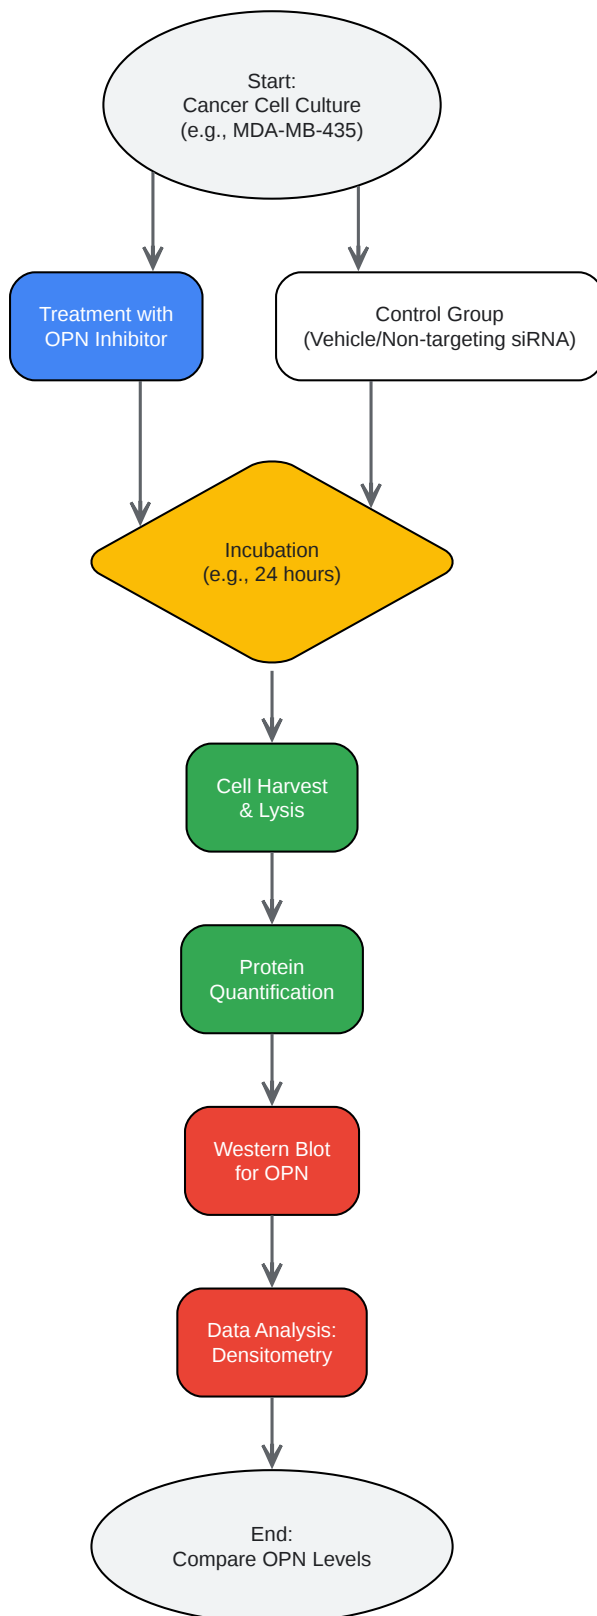 Start:
Cancer Cell Culture
(e.g., MDA-MB-435)
Treatment with
OPN Inhibitor
Control Group
(Vehicle/Non-targeting siRNA)
Incubation
(e.g., 24 hours)
Cell Harvest
& Lysis
Protein
Quantification
Western Blot
for OPN
Data Analysis:
Densitometry
End:
Compare OPN Levels